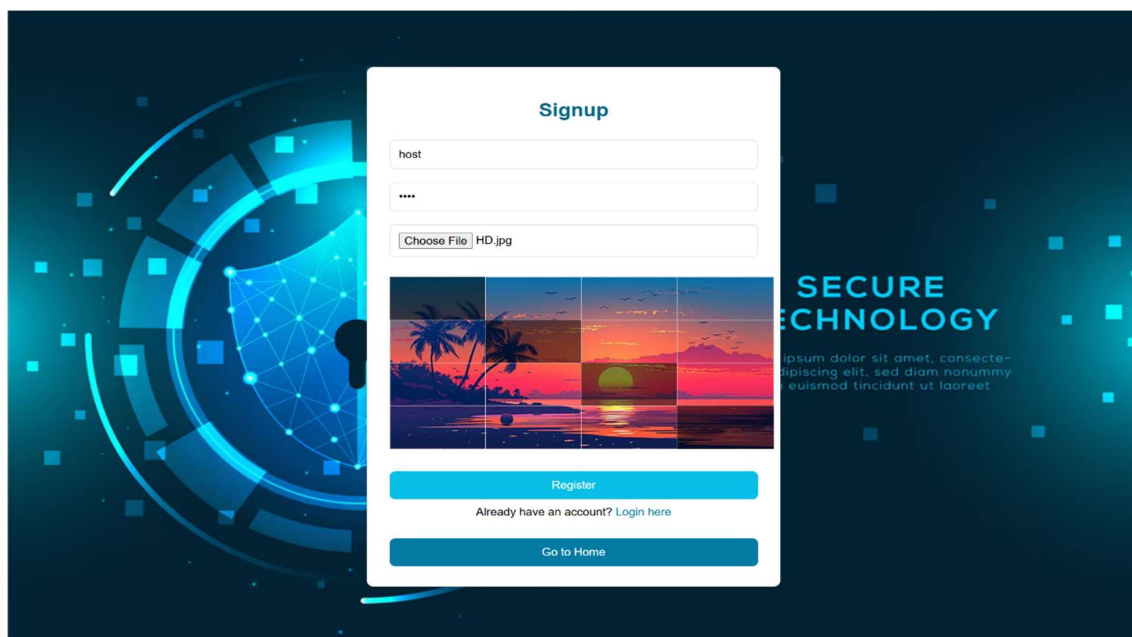 Signup
host
••••
Choose File HD.jpg
SECURE
ECHNOLOGY
ipsum dolor sit amet, consecte-
dipiscing elit, sed diam nonummy
euismod tincidunt ut laoreet
Register
Already have an account? Login here
Go to Home